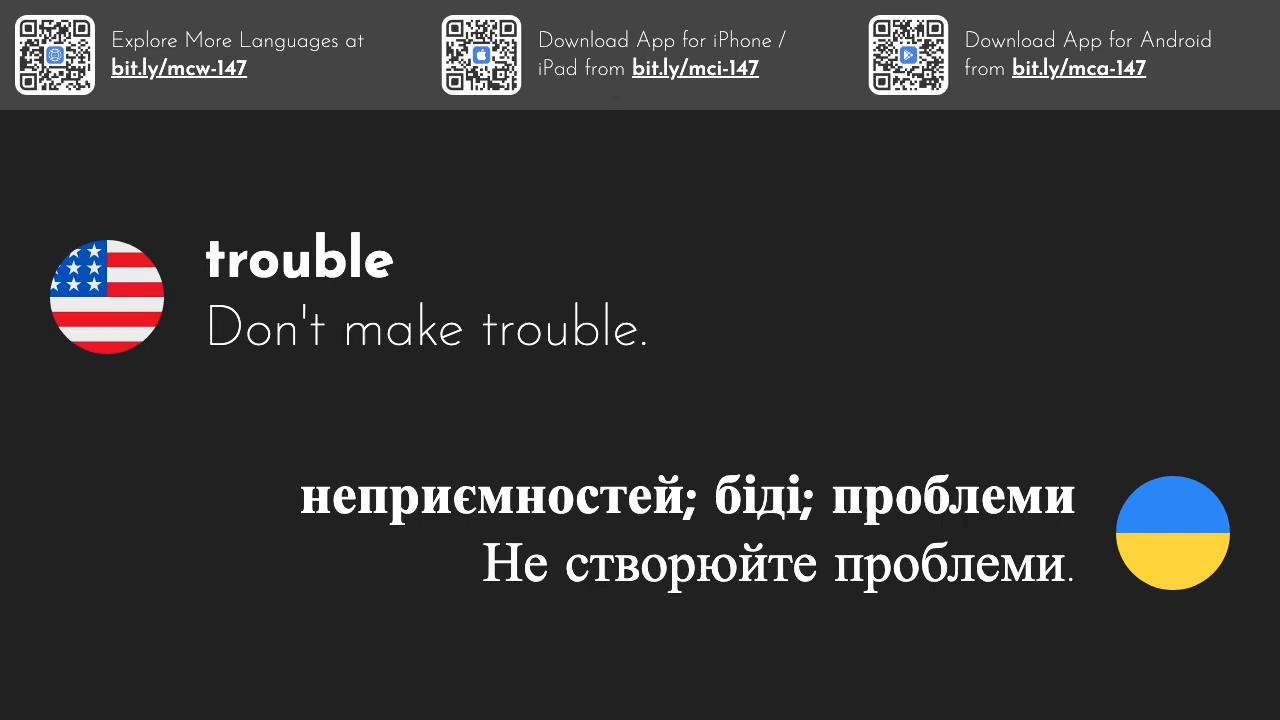 Explore More Languages at
bit.ly/mcw-147
Download App for iPhone /
iPad from bit.ly/mci-147
Download App for Android
from bit.ly/mca-147
trouble
Don't make trouble.
неприємностей; біді; проблеми
Не створюйте проблеми.